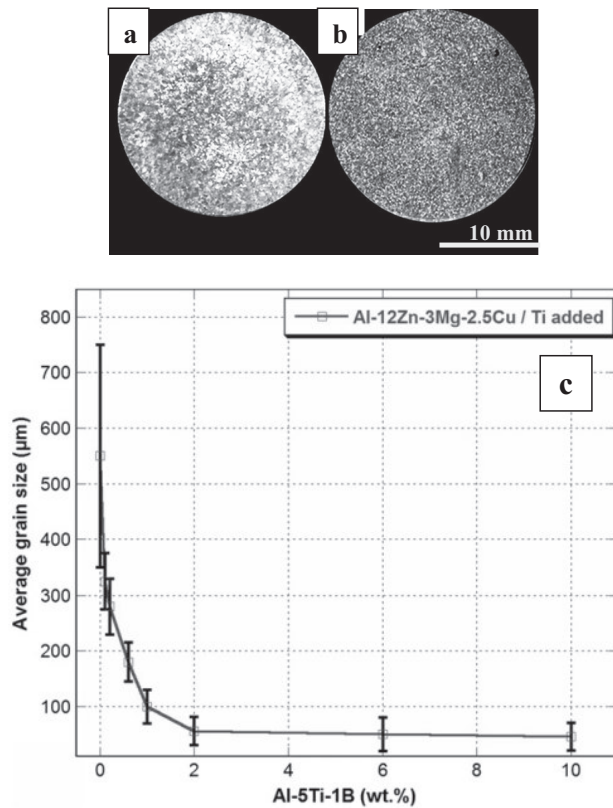 a b
10 mm
800
700
600
500
400
300
200
100
Average grain size (µm)
Al-12Zn-3Mg-2.5Cu / Ti added
c
0 2 4 6 8 10
Al-5Ti-1B (wt.%)